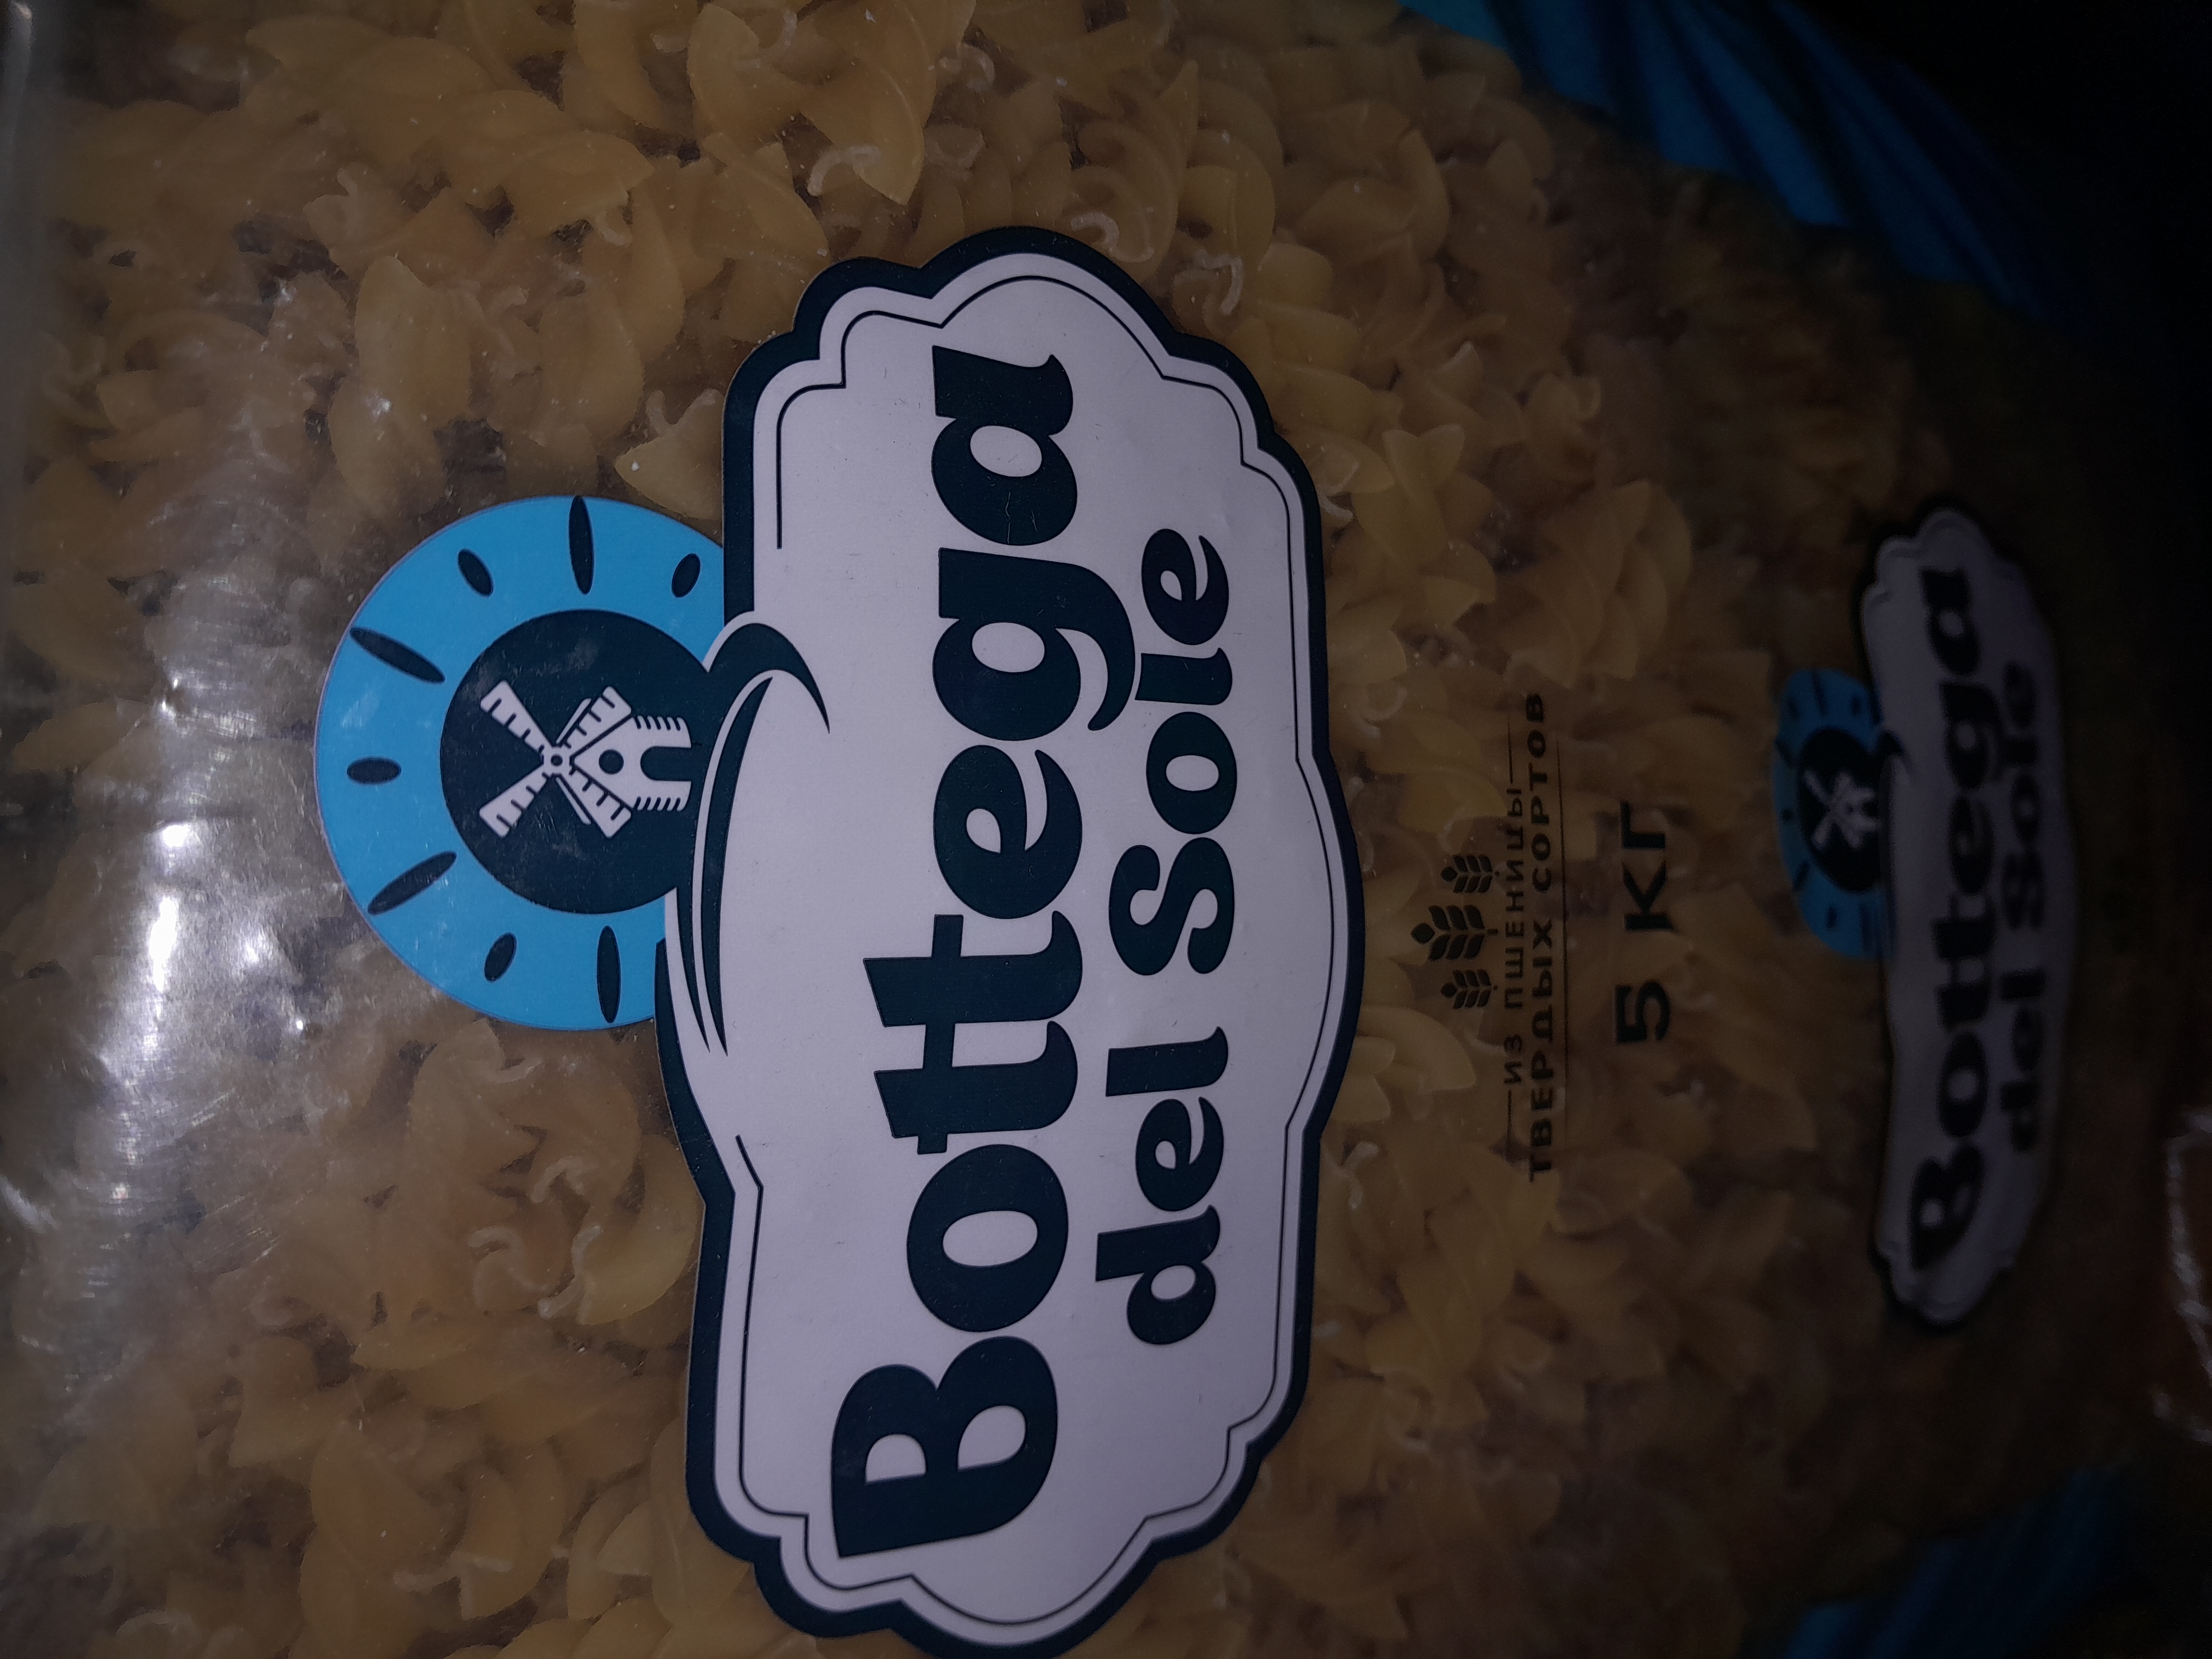 Bottega
del Sole
ИЗ ПШЕНИЦЫ
ТВЕРДЫХ СОРТОВ
5 КГ
Bottega
del Sole